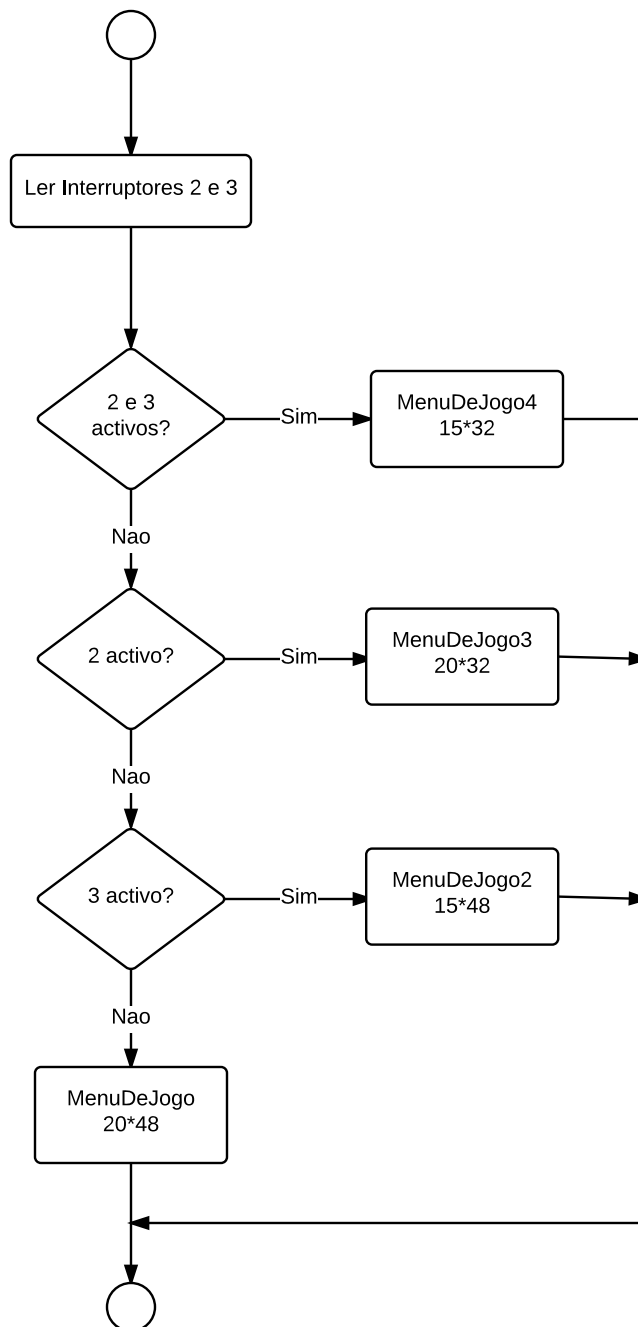 Ler Interruptores 2 e 3
2 e 3
activos?
Sim
MenuDeJogo4
15*32
Nao
2 activo?
Sim
MenuDeJogo3
20*32
Nao
3 activo?
Sim
MenuDeJogo2
15*48
Nao
MenuDeJogo
20*48